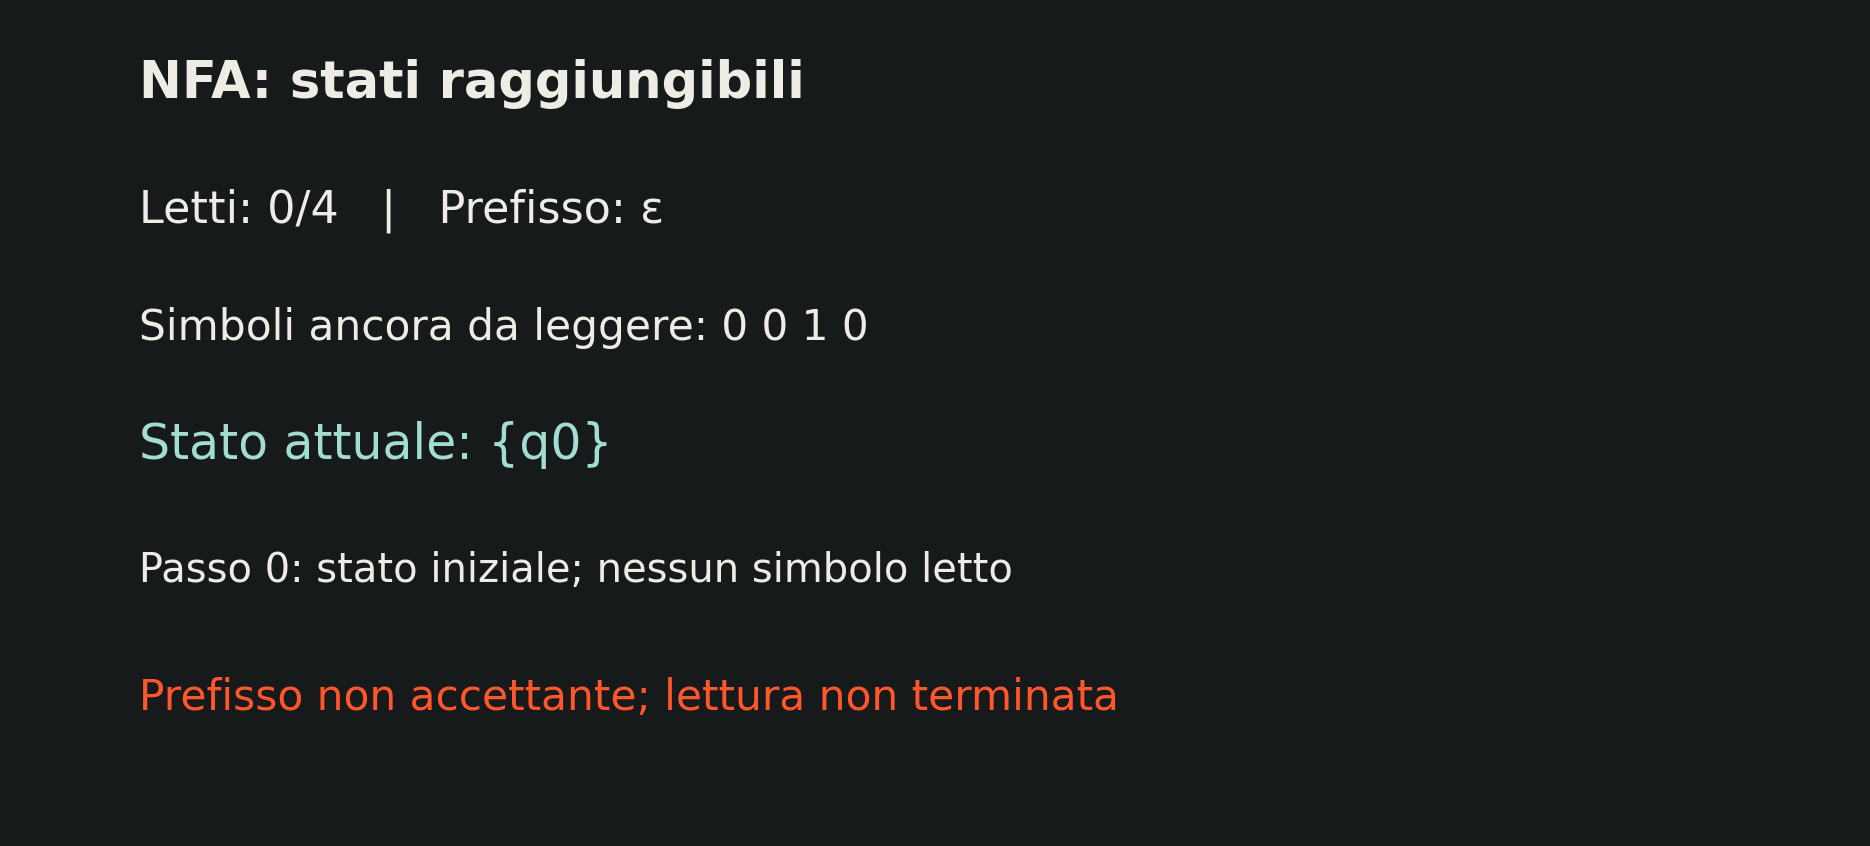 NFA: stati raggiungibili
Letti: 0/4 | Prefisso: ε
Simboli ancora da leggere: 0 0 1 0
Stato attuale: {q0}
Passo 0: stato iniziale; nessun simbolo letto
Prefisso non accettante; lettura non terminata